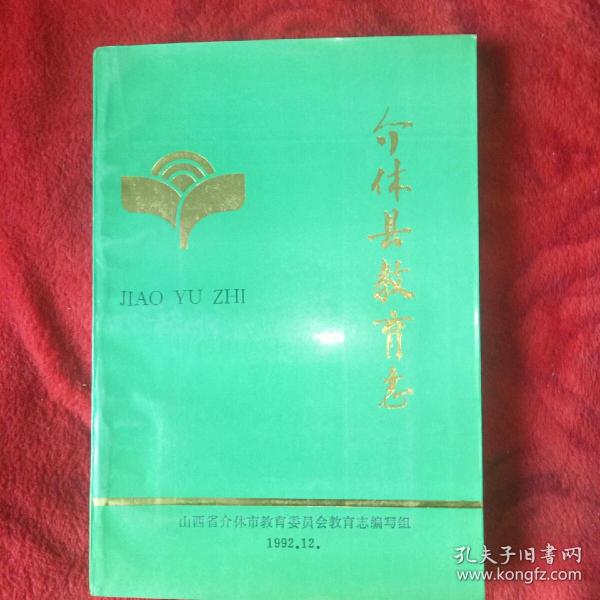 介休县教育志
JIAO YU ZHI
山西省介休市教育委员会教育志编写组
1992.12.
孔夫子旧书网
www.kongfz.com